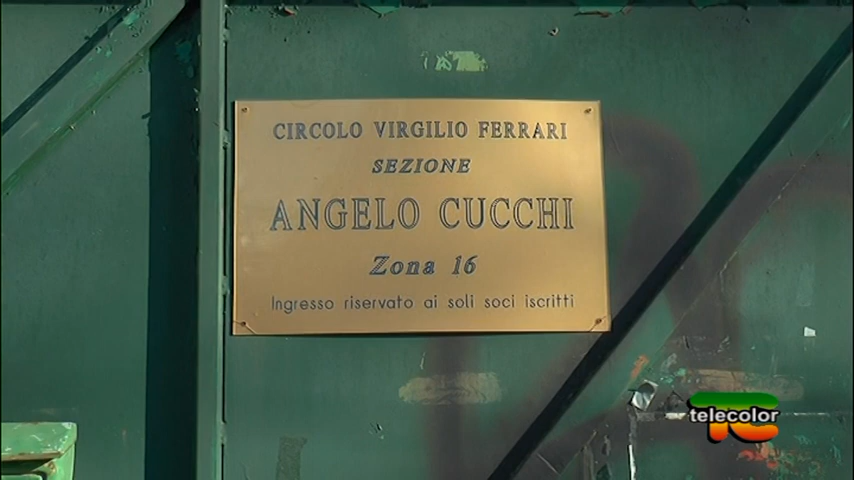 CIRCOLO VIRGILIO FERRARI
SEZIONE
ANGELO CUCCHI
Zona 16
Ingresso riservato ai soli soci iscritti
telecolor